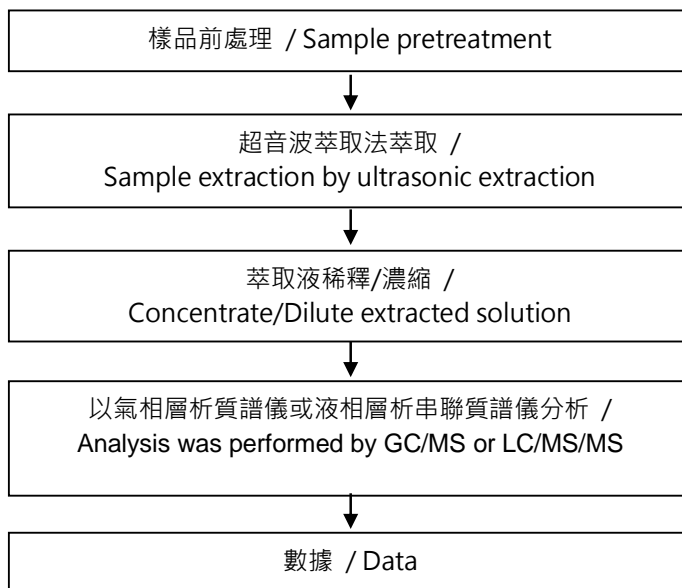 樣品前處理 / Sample pretreatment
超音波萃取法萃取 /
Sample extraction by ultrasonic extraction
萃取液稀釋/濃縮 /
Concentrate/Dilute extracted solution
以氣相層析質譜儀或液相層析串聯質譜儀分析 /
Analysis was performed by GC/MS or LC/MS/MS
數據 / Data